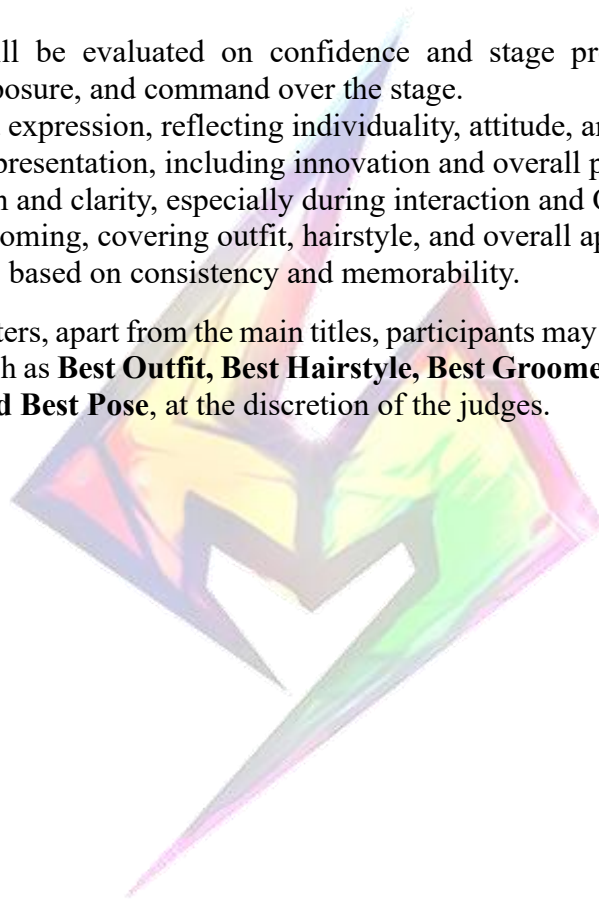 ll be evaluated on confidence and stage pr
posure, and command over the stage.
expression, reflecting individuality, attitude, a
presentation, including innovation and overall p
n and clarity, especially during interaction and
oming, covering outfit, hairstyle, and overall ap
based on consistency and memorability.
ters, apart from the main titles, participants may
h as Best Outfit, Best Hairstyle, Best Groome
d Best Pose, at the discretion of the judges.